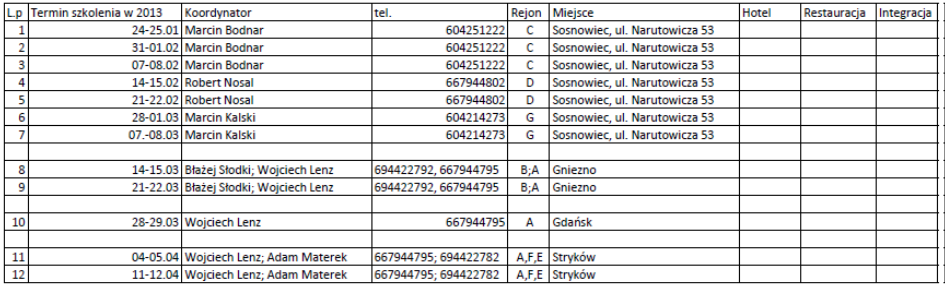 L.p Termin szkolenia w 2013 Koordynator tel. Rejon Miejsce Hotel Restauracja Integracja
1 24-25.01 Marcin Bodnar 604251222 C Sosnowiec, ul. Narutowicza 53
2 31-01.02 Marcin Bodnar 604251222 C Sosnowiec, ul. Narutowicza 53
3 07-08.02 Marcin Bodnar 604251222 C Sosnowiec, ul. Narutowicza 53
4 14-15.02 Robert Nosal 667944802 D Sosnowiec, ul. Narutowicza 53
5 21-22.02 Robert Nosal 667944802 D Sosnowiec, ul. Narutowicza 53
6 28-01.03 Marcin Kalski 604214273 G Sosnowiec, ul. Narutowicza 53
7 07.-08.03 Marcin Kalski 604214273 G Sosnowiec, ul. Narutowicza 53
8 14-15.03 Błażej Słodki; Wojciech Lenz 694422792, 667944795 B;A Gniezno
9 21-22.03 Błażej Słodki; Wojciech Lenz 694422792, 667944795 B;A Gniezno
10 28-29.03 Wojciech Lenz 667944795 A Gdańsk
11 04-05.04 Wojciech Lenz; Adam Materek 667944795; 694422782 A,F,E Stryków
12 11-12.04 Wojciech Lenz; Adam Materek 667944795; 694422782 A,F,E Stryków